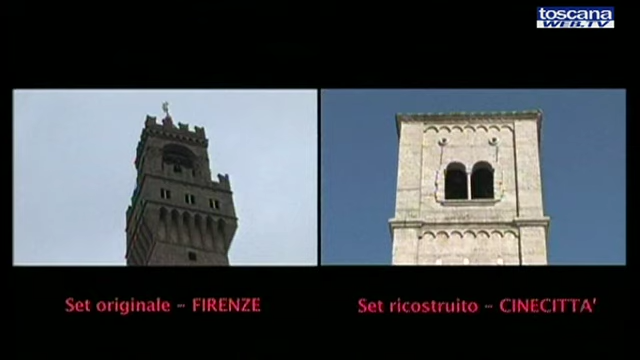 toscana
WEB.TV
Set originale - FIRENZE
Set ricostruito - CINECITTA'